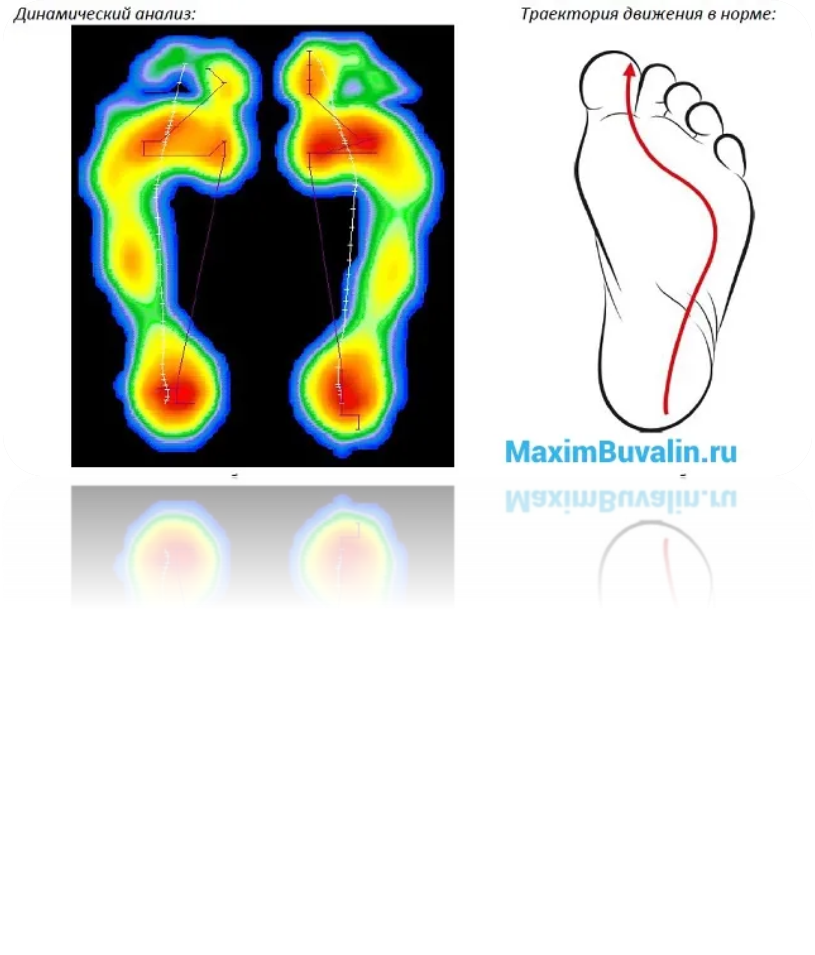 Динамический анализ:
Траектория движения в норме:
MaximBuvalin.ru